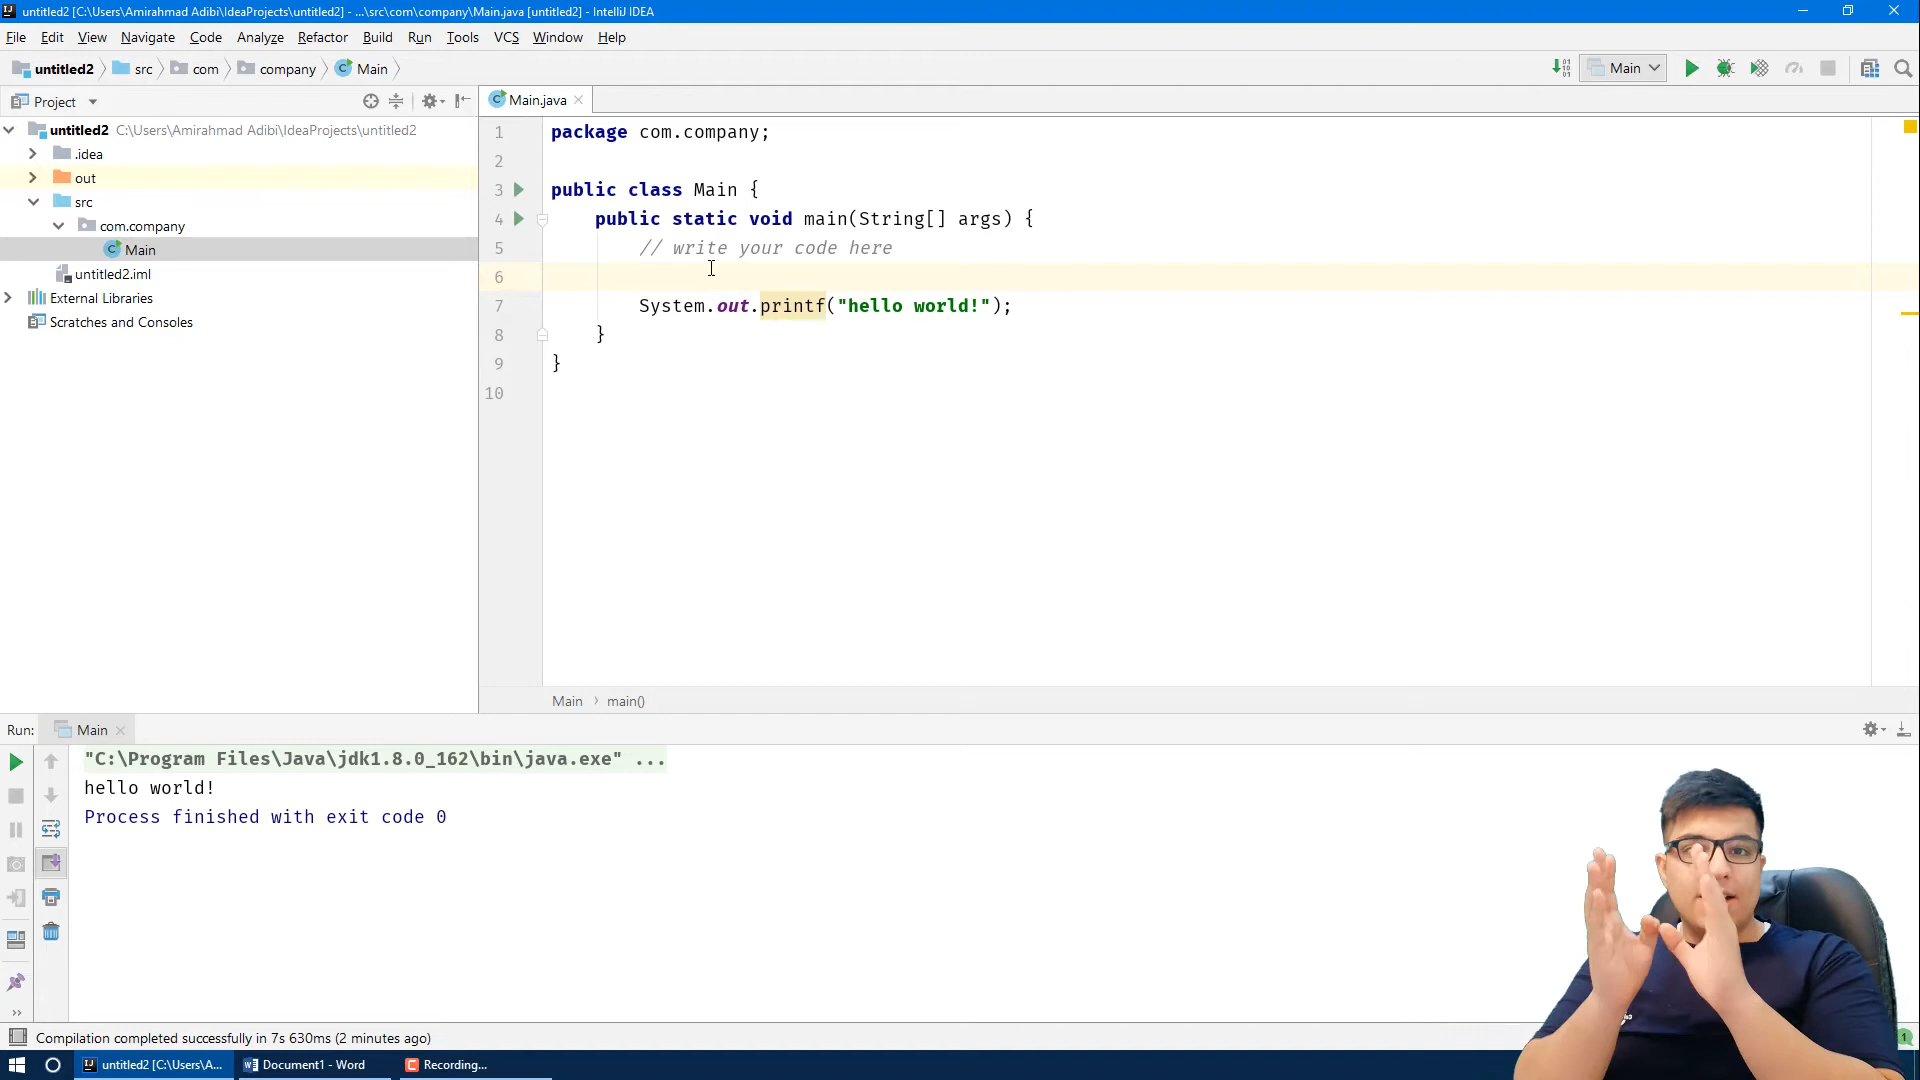 untitled2 [C:\Users\Amirahmad Adibi\IdeaProjects\untitled2] - ...\src\com\company\Main.java [untitled2] - IntelliJ IDEA
File Edit View Navigate Code Analyze Refactor Build Run Tools VCS Window Help
untitled2 src com company Main
Main
Project
Main.java
untitled2 C:\Users\Amirahmad Adibi\IdeaProjects\untitled2
.idea
out
src
com.company
Main
untitled2.iml
External Libraries
Scratches and Consoles
1 package com.company;
2
3 public class Main {
4 public static void main(String[] args) {
5 // write your code here
6
7 System.out.printf("hello world!");
8 }
9 }
10
Main › main()
Run: Main
"C:\Program Files\Java\jdk1.8.0_162\bin\java.exe" ...
hello world!
Process finished with exit code 0
Compilation completed successfully in 7s 630ms (2 minutes ago)
1
untitled2 [C:\Users\A... Document1 - Word Recording...